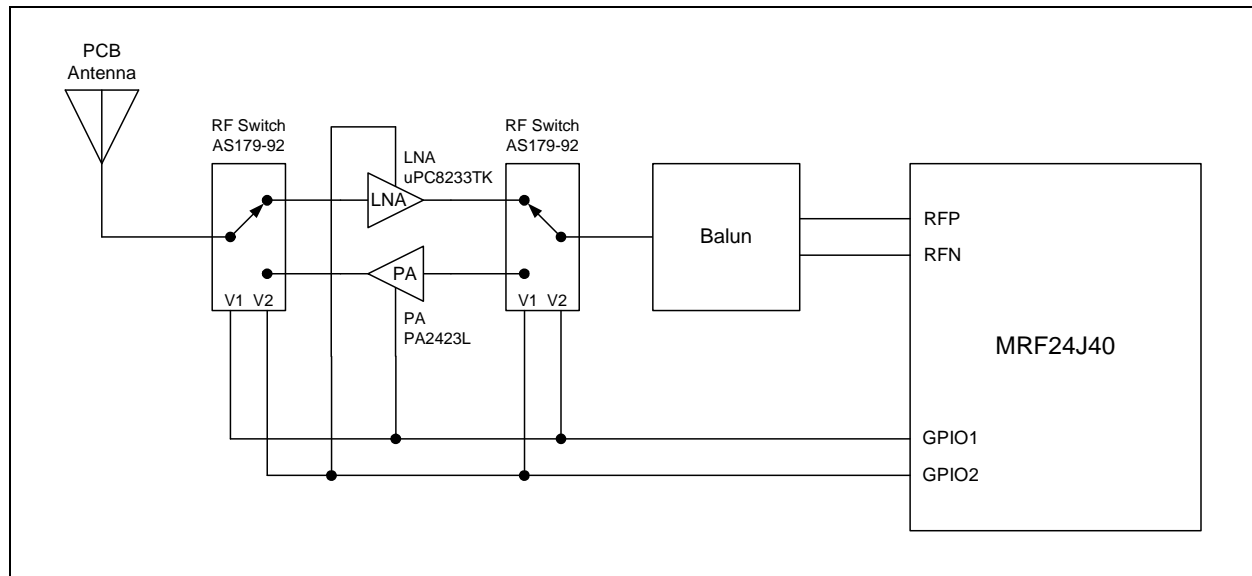 PCB
Antenna
RF Switch
AS179-92
LNA
uPC8233TK
RF Switch
AS179-92
LNA
Balun
RFP
RFN
PA
V1 V2
V1 V2
PA
PA2423L
MRF24J40
GPIO1
GPIO2